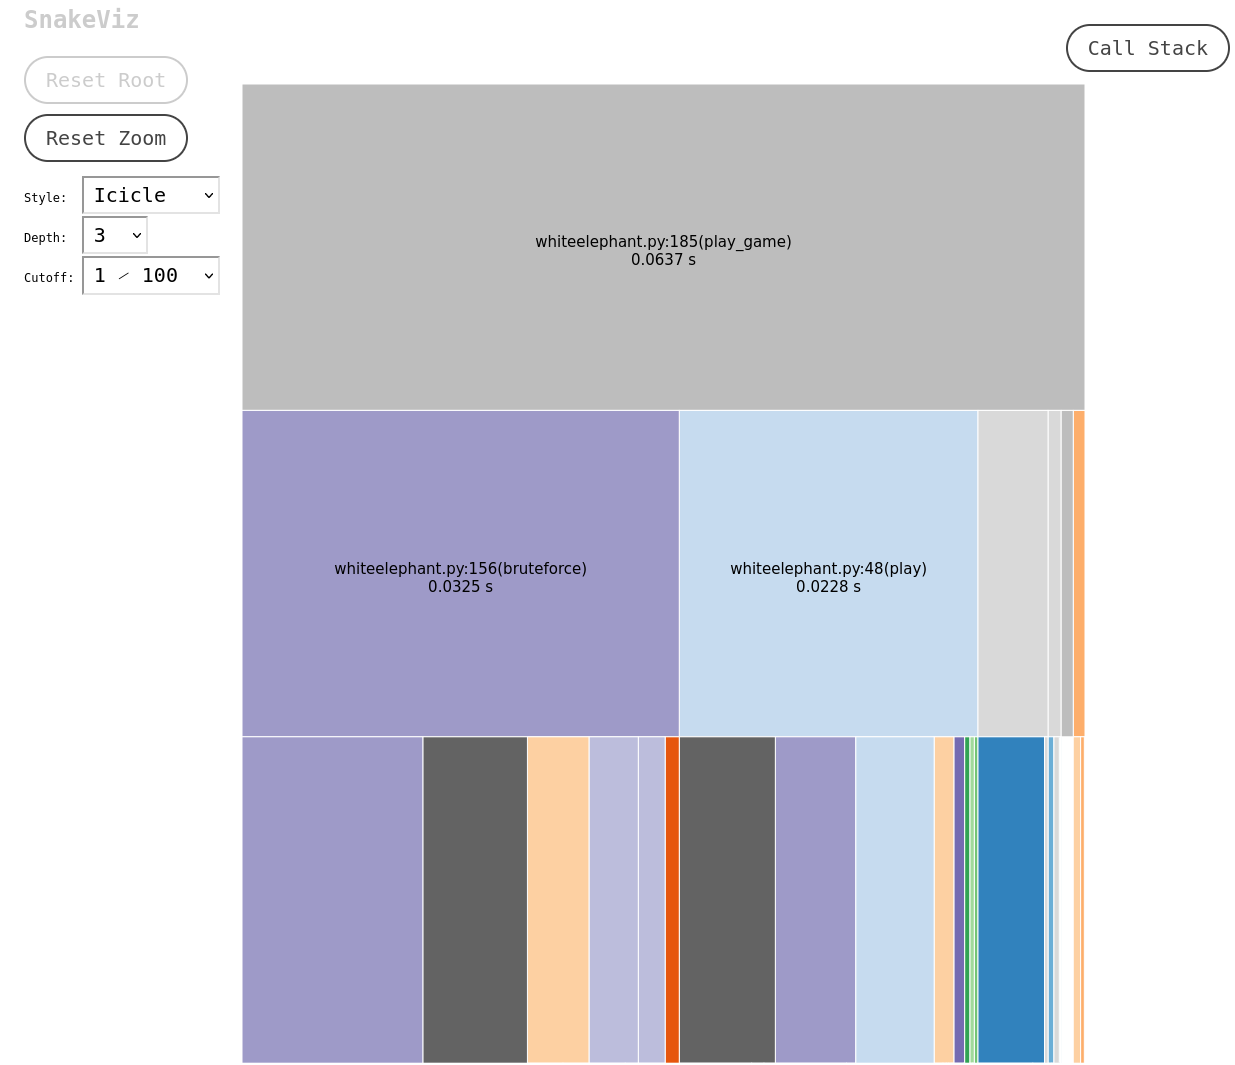 SnakeViz
Call Stack
Reset Root
Reset Zoom
Style: Icicle
Depth: 3
Cutoff: 1 ⁄ 100
whiteelephant.py:185(play_game)
0.0637 s
whiteelephant.py:156(bruteforce)
0.0325 s
whiteelephant.py:48(play)
0.0228 s